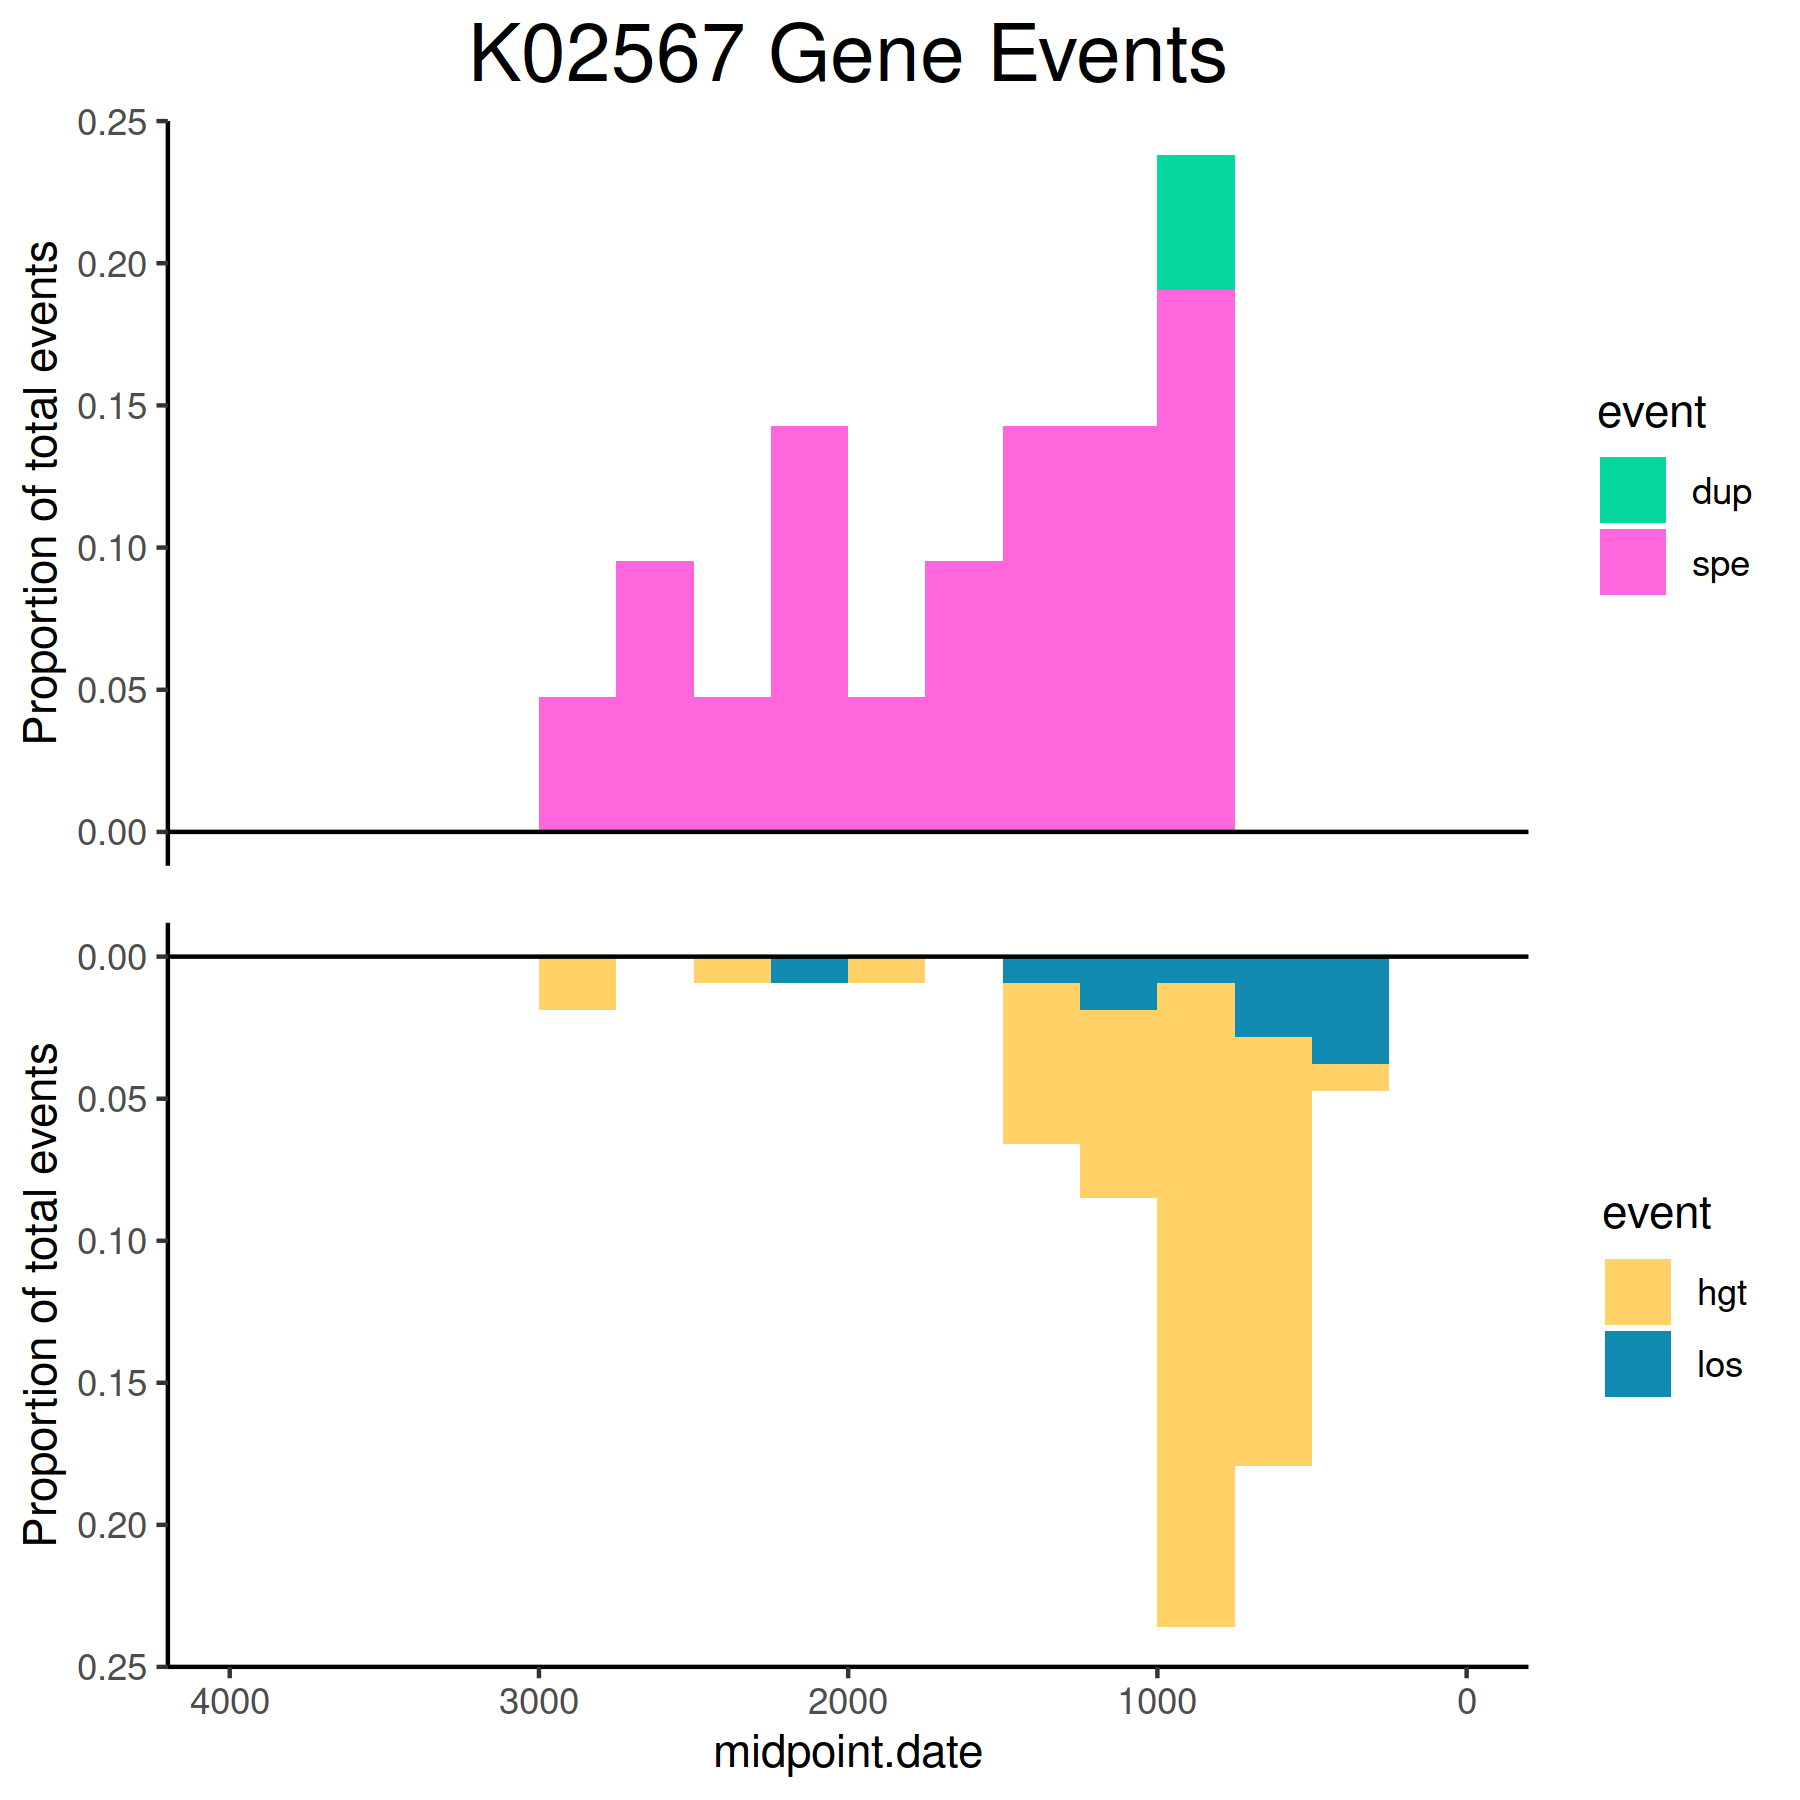 K02567 Gene Events
0.25
0.20
0.15
0.10
0.05
0.00
Proportion of total events
event
dup
spe
0.00
0.05
0.10
0.15
0.20
0.25
Proportion of total events
event
hgt
los
4000 3000 2000 1000 0
midpoint.date